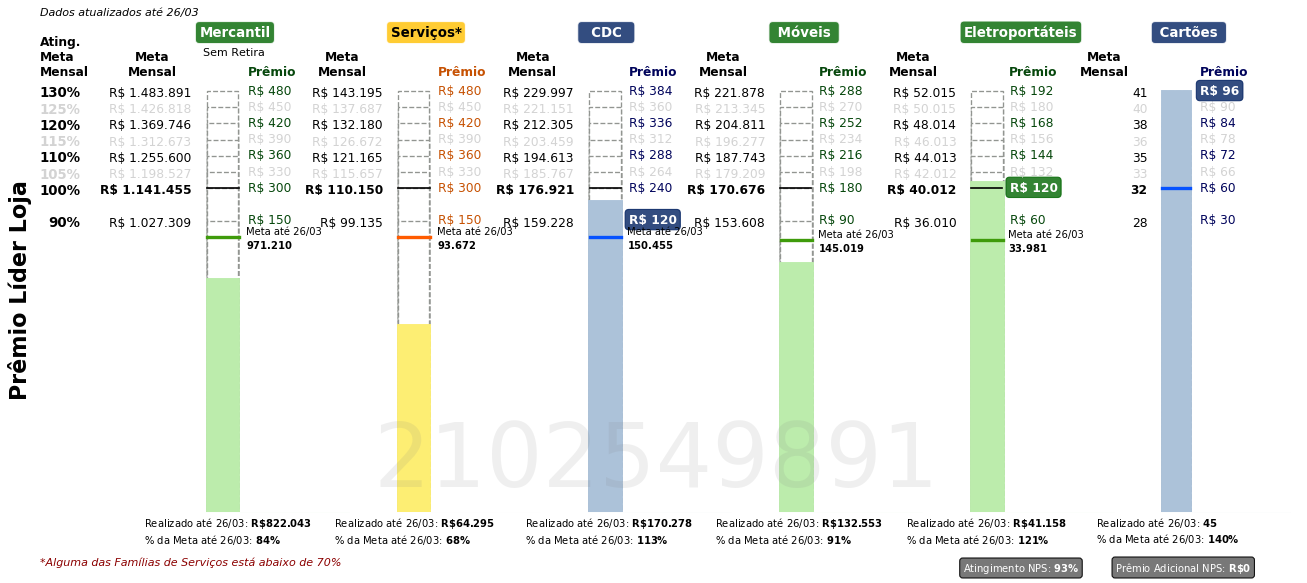 Dados atualizados até 26/03
Mercantil Serviços* CDC Móveis Eletroportáteis Cartões
Sem Retira
Ating. Meta Mensal Meta Mensal Prêmio Meta Mensal Prêmio Meta Mensal Prêmio Meta Mensal Prêmio Meta Mensal Prêmio Meta Mensal Prêmio
130% R$ 1.483.891 R$ 480 R$ 143.195 R$ 480 R$ 229.997 R$ 384 R$ 221.878 R$ 288 R$ 52.015 R$ 192 41 R$ 96
125% R$ 1.426.818 R$ 450 R$ 137.687 R$ 450 R$ 221.151 R$ 360 R$ 213.345 R$ 270 R$ 50.015 R$ 180 40 R$ 90
120% R$ 1.369.746 R$ 420 R$ 132.180 R$ 420 R$ 212.305 R$ 336 R$ 204.811 R$ 252 R$ 48.014 R$ 168 38 R$ 84
115% R$ 1.312.673 R$ 390 R$ 126.672 R$ 390 R$ 203.459 R$ 312 R$ 196.277 R$ 234 R$ 46.013 R$ 156 36 R$ 78
110% R$ 1.255.600 R$ 360 R$ 121.165 R$ 360 R$ 194.613 R$ 288 R$ 187.743 R$ 216 R$ 44.013 R$ 144 35 R$ 72
105% R$ 1.198.527 R$ 330 R$ 115.657 R$ 330 R$ 185.767 R$ 264 R$ 179.209 R$ 198 R$ 42.012 R$ 132 33 R$ 66
100% R$ 1.141.455 R$ 300 R$ 110.150 R$ 300 R$ 176.921 R$ 240 R$ 170.676 R$ 180 R$ 40.012 R$ 120 32 R$ 60
90% R$ 1.027.309 R$ 150 R$ 99.135 R$ 150 R$ 159.228 R$ 120 R$ 153.608 R$ 90 R$ 36.010 R$ 60 28 R$ 30
Meta até 26/03 Meta até 26/03 Meta até 26/03 Meta até 26/03 Meta até 26/03
971.210 93.672 150.455 145.019 33.981
Prêmio Líder Loja
2102549891
Realizado até 26/03: R$822.043 Realizado até 26/03: R$64.295 Realizado até 26/03: R$170.278 Realizado até 26/03: R$132.553 Realizado até 26/03: R$41.158 Realizado até 26/03: 45
% da Meta até 26/03: 84% % da Meta até 26/03: 68% % da Meta até 26/03: 113% % da Meta até 26/03: 91% % da Meta até 26/03: 121% % da Meta até 26/03: 140%
*Alguma das Famílias de Serviços está abaixo de 70% Atingimento NPS: 93% Prêmio Adicional NPS: R$0